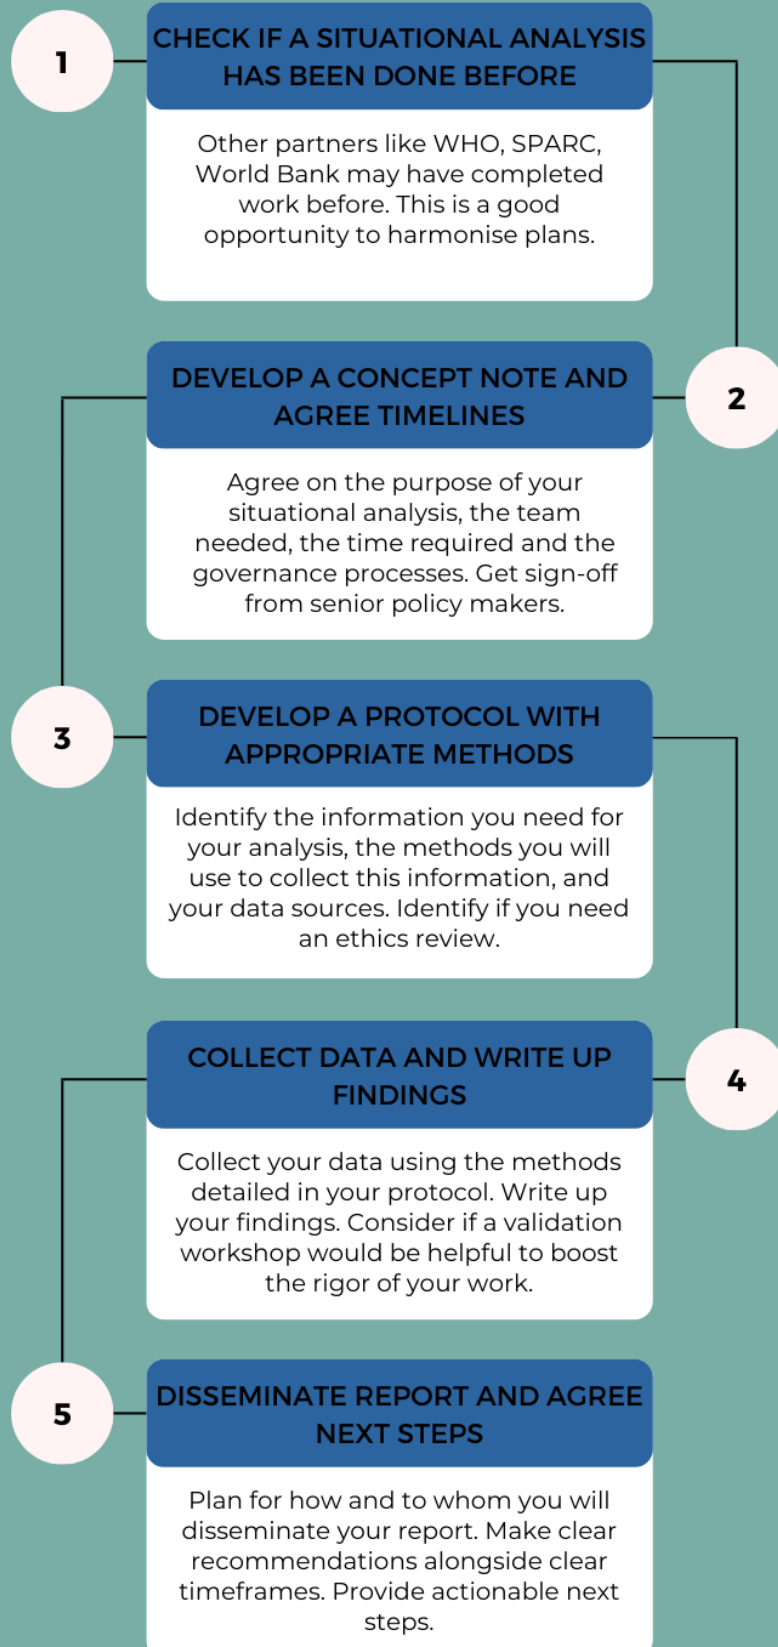 1
CHECK IF A SITUATIONAL ANALYSIS
HAS BEEN DONE BEFORE
Other partners like WHO, SPARC,
World Bank may have completed
work before. This is a good
opportunity to harmonise plans.
2
DEVELOP A CONCEPT NOTE AND
AGREE TIMELINES
Agree on the purpose of your
situational analysis, the team
needed, the time required and the
governance processes. Get sign-off
from senior policy makers.
3
DEVELOP A PROTOCOL WITH
APPROPRIATE METHODS
Identify the information you need for
your analysis, the methods you will
use to collect this information, and
your data sources. Identify if you need
an ethics review.
4
COLLECT DATA AND WRITE UP
FINDINGS
Collect your data using the methods
detailed in your protocol. Write up
your findings. Consider if a validation
workshop would be helpful to boost
the rigor of your work.
5
DISSEMINATE REPORT AND AGREE
NEXT STEPS
Plan for how and to whom you will
disseminate your report. Make clear
recommendations alongside clear
timeframes. Provide actionable next
steps.